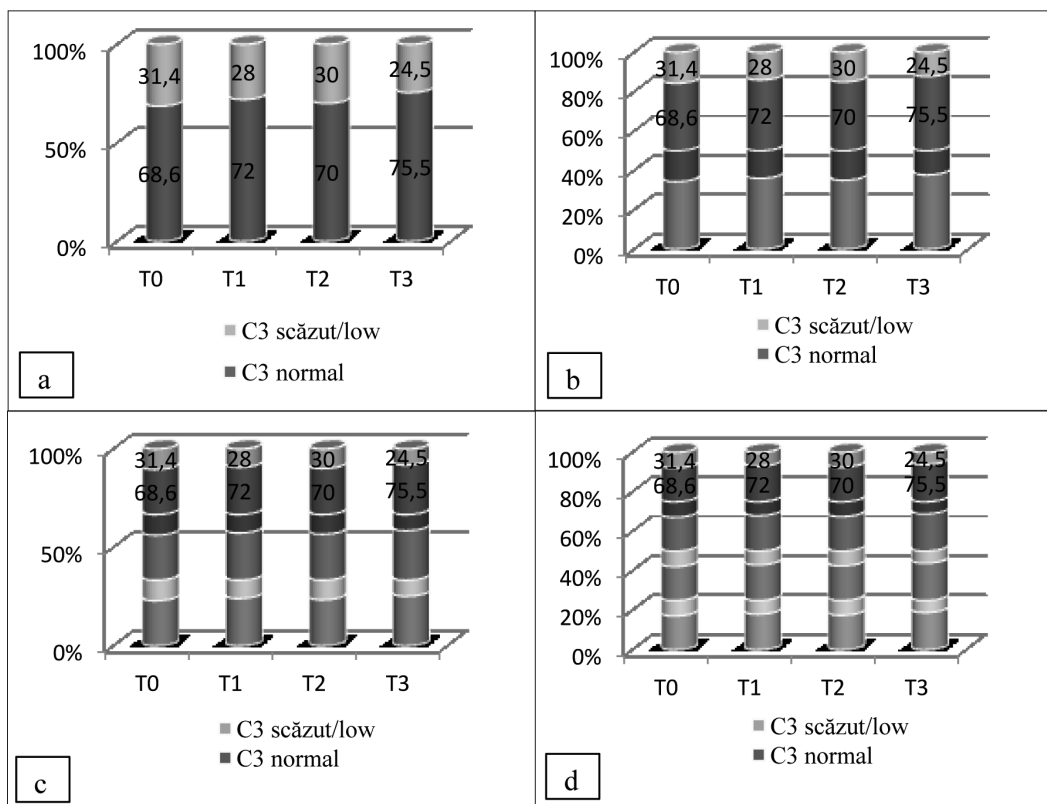 100%
31,4 28 30 24,5
50%
68,6 72 70 75,5
0%
T0 T1 T2 T3
C3 scăzut/low
C3 normal
a
100%
31,4 28 30 24,5
80%
68,6 72 70 75,5
60%
40%
20%
0%
T0 T1 T2 T3
C3 scăzut/low
C3 normal
b
100%
31,4 28 30 24,5
68,6 72 70 75,5
50%
0%
T0 T1 T2 T3
C3 scăzut/low
C3 normal
c
100%
31,4 28 30 24,5
80%
68,6 72 70 75,5
60%
40%
20%
0%
T0 T1 T2 T3
C3 scăzut/low
C3 normal
d